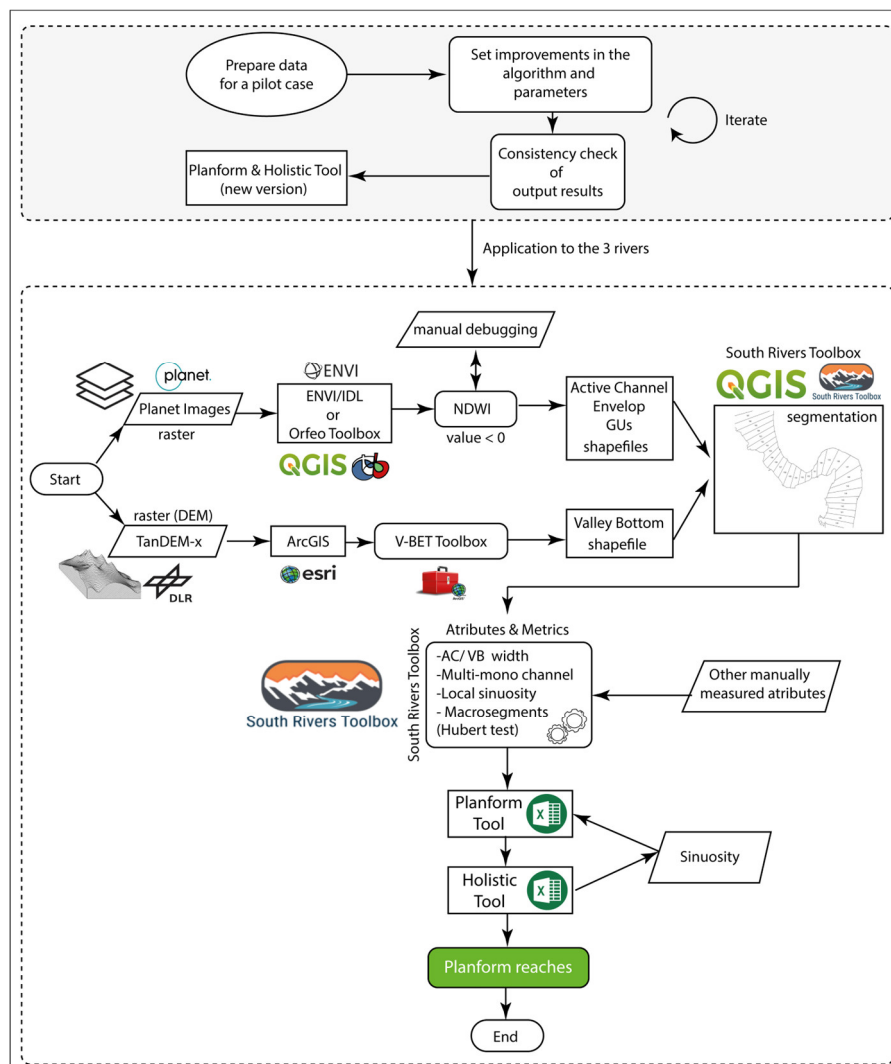 Prepare data
for a pilot case
Set improvements in the
algorithm and
parameters
Iterate
Consistency check
of
output results
Planform & Holistic Tool
(new version)
Application to the 3 rivers
manual debugging
planet.
Planet Images
raster
ENVI
ENVI/IDL
or
Orfeo Toolbox
QGIS
NDWI
value < 0
Active Channel
Envelop
GUs
shapefiles
South Rivers Toolbox
QGIS
South Rivers Toolbox
segmentation
Start
raster (DEM)
TanDEM-x
DLR
ArcGIS
esri
V-BET Toolbox
Valley Bottom
shapefile
Atributes & Metrics
South Rivers Toolbox
-AC/ VB width
-Multi-mono channel
-Local sinuosity
- Macrosegments
(Hubert test)
South Rivers Toolbox
Other manually
measured atributes
Planform
Tool
X
Sinuosity
Holistic
Tool
X
Planform reaches
End